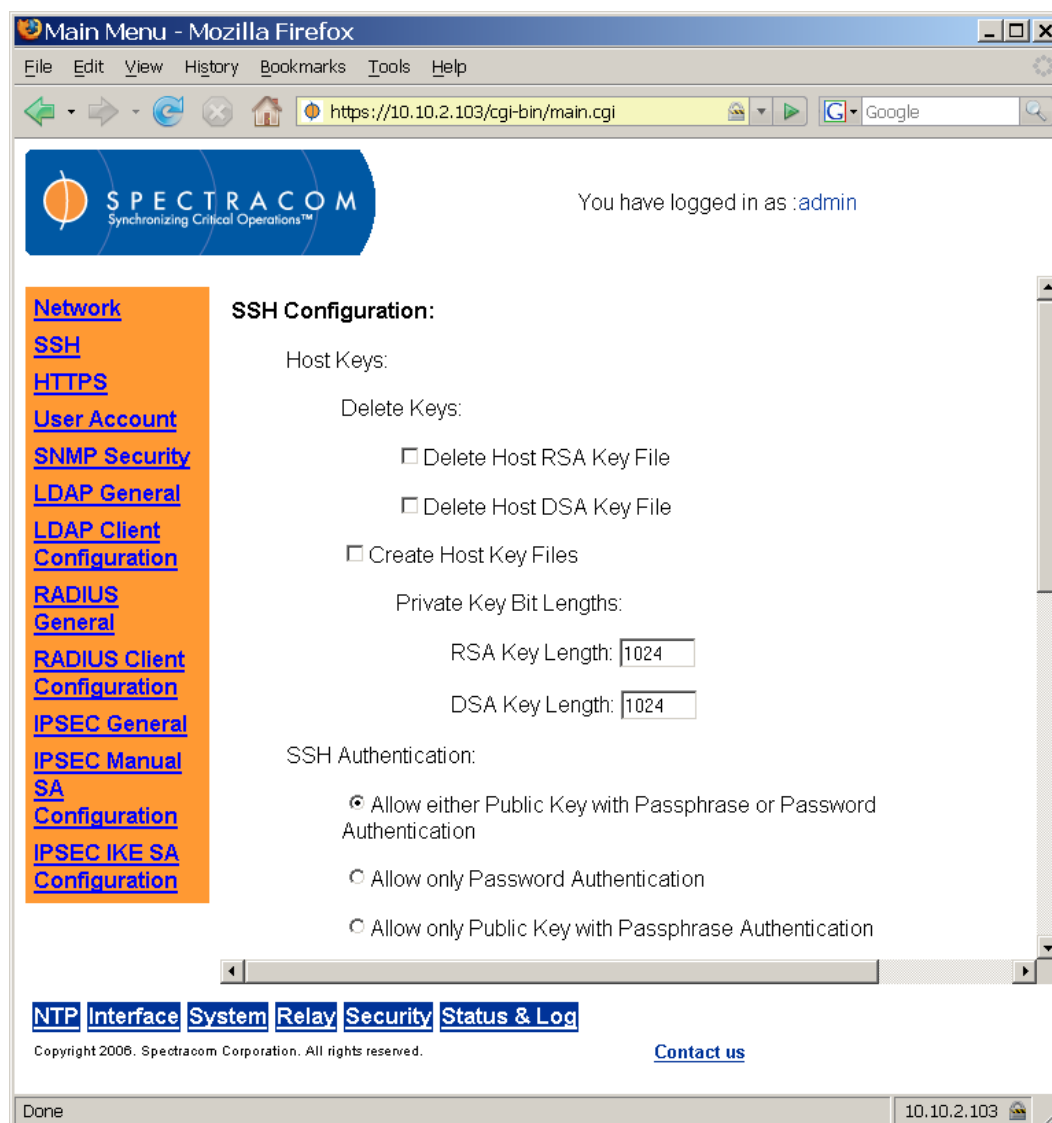 Main Menu - Mozilla Firefox
File Edit View History Bookmarks Tools Help
https://10.10.2.103/cgi-bin/main.cgi
G Google
SPECTRACOM
Synchronizing Critical Operations™
You have logged in as :admin
Network
SSH
HTTPS
User Account
SNMP Security
LDAP General
LDAP Client
Configuration
RADIUS
General
RADIUS Client
Configuration
IPSEC General
IPSEC Manual
SA
Configuration
IPSEC IKE SA
Configuration
SSH Configuration:
Host Keys:
Delete Keys:
Delete Host RSA Key File
Delete Host DSA Key File
Create Host Key Files
Private Key Bit Lengths:
RSA Key Length: 1024
DSA Key Length: 1024
SSH Authentication:
Allow either Public Key with Passphrase or Password
Authentication
Allow only Password Authentication
Allow only Public Key with Passphrase Authentication
NTP Interface System Relay Security Status & Log
Copyright 2006. Spectracom Corporation. All rights reserved.
Contact us
Done
10.10.2.103